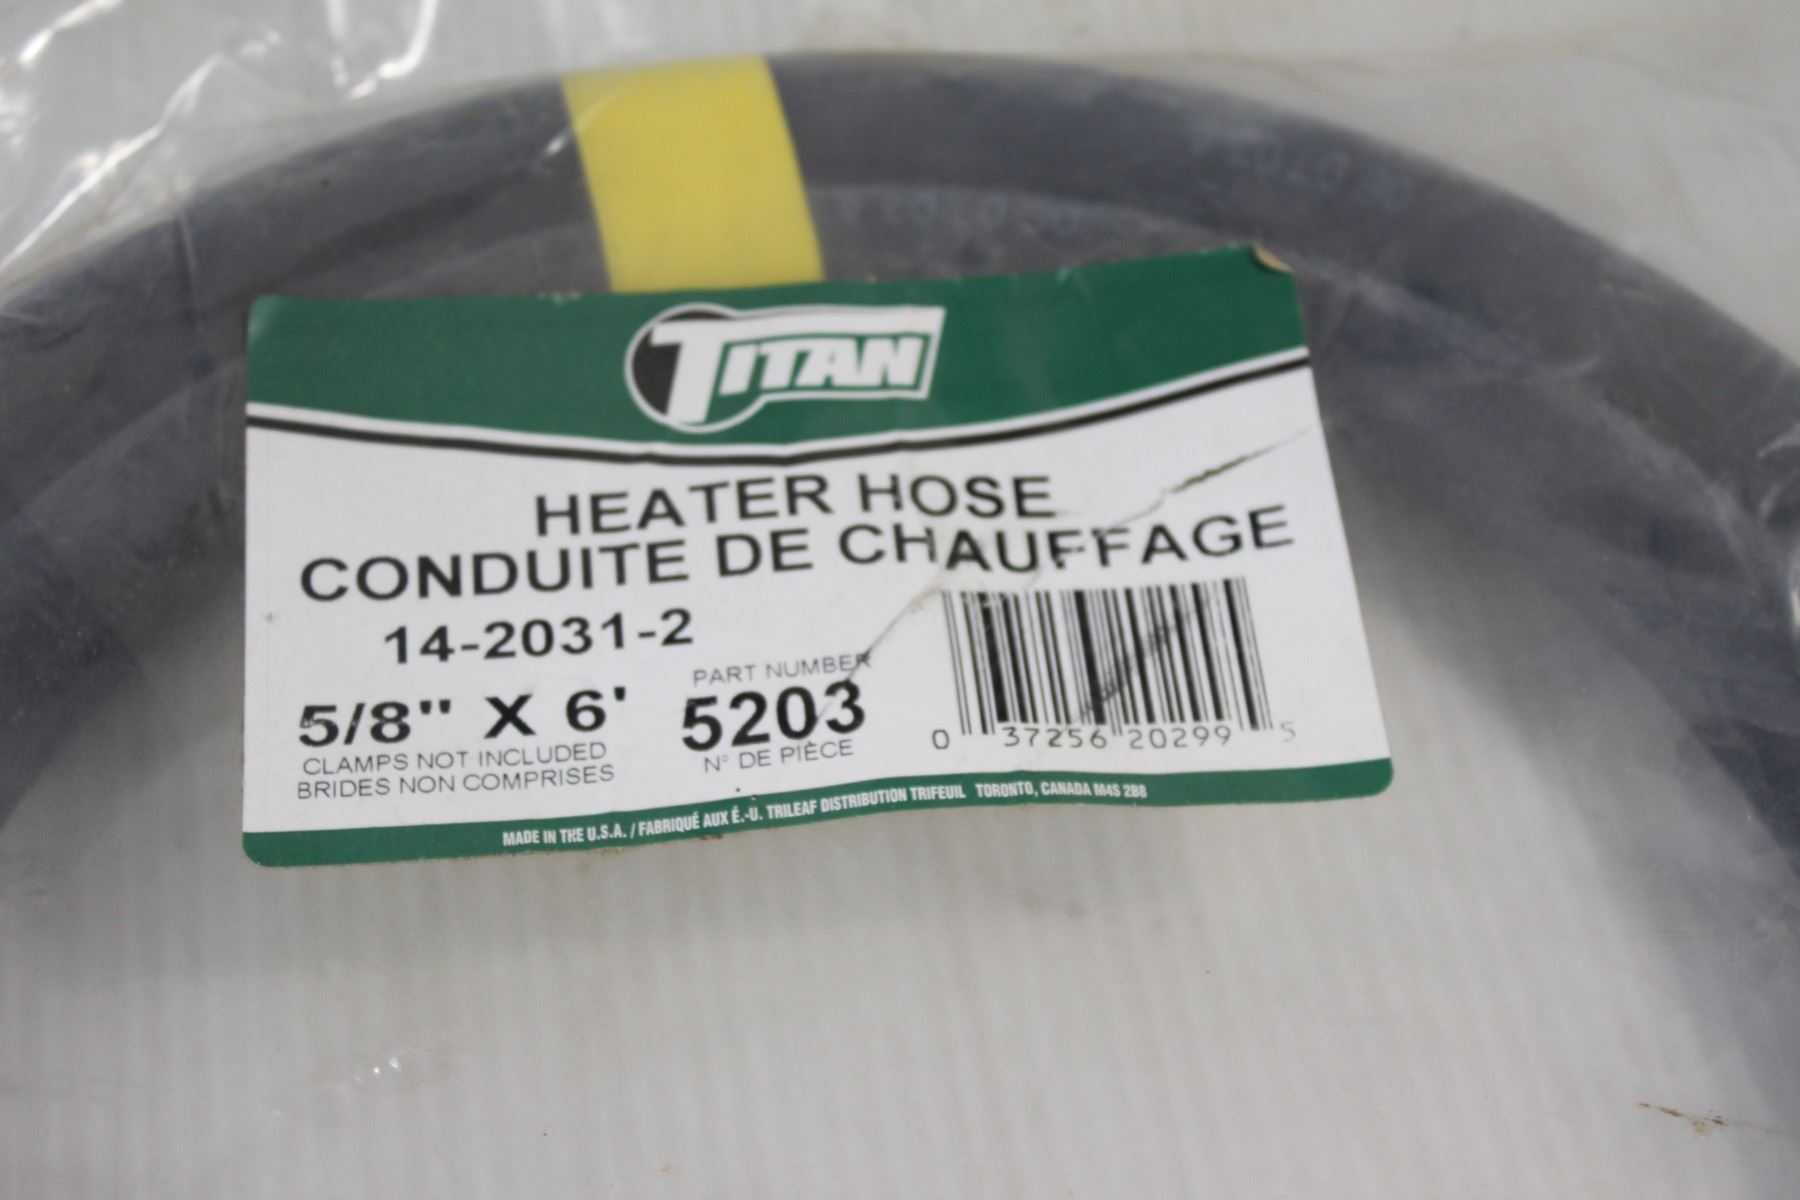 TITAN
HEATER HOSE
CONDUITE DE CHAUFFAGE
14-2031-2
5/8" X 6'
CLAMPS NOT INCLUDED
BRIDES NON COMPRISES
PART NUMBER
5203
N° DE PIÈCE
0 37256 20299 5
MADE IN THE U.S.A. / FABRIQUÉ AUX É.-U. TRILEAF DISTRIBUTION TRIFEUIL TORONTO, CANADA M4S 2B8